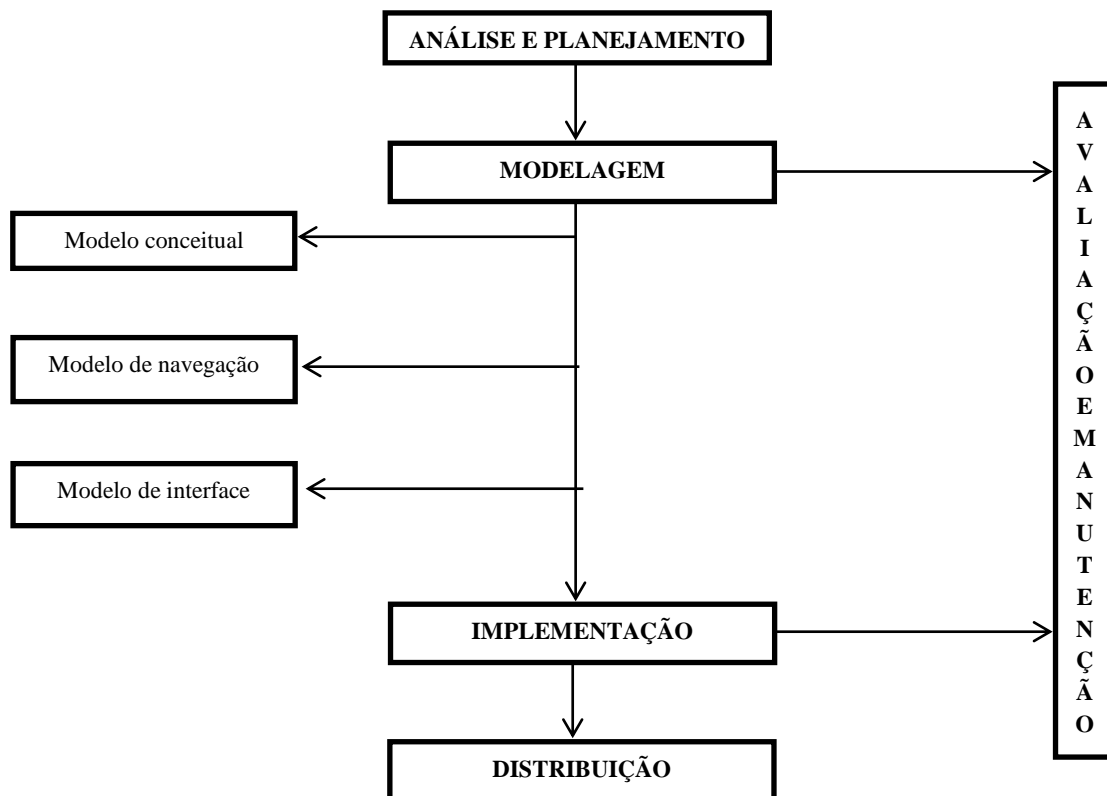 ANÁLISE E PLANEJAMENTO
MODELAGEM
Modelo conceitual
Modelo de navegação
Modelo de interface
IMPLEMENTAÇÃO
DISTRIBUIÇÃO
A
V
A
L
I
A
Ç
Ã
O
E
M
A
N
U
T
E
N
Ç
Ã
O